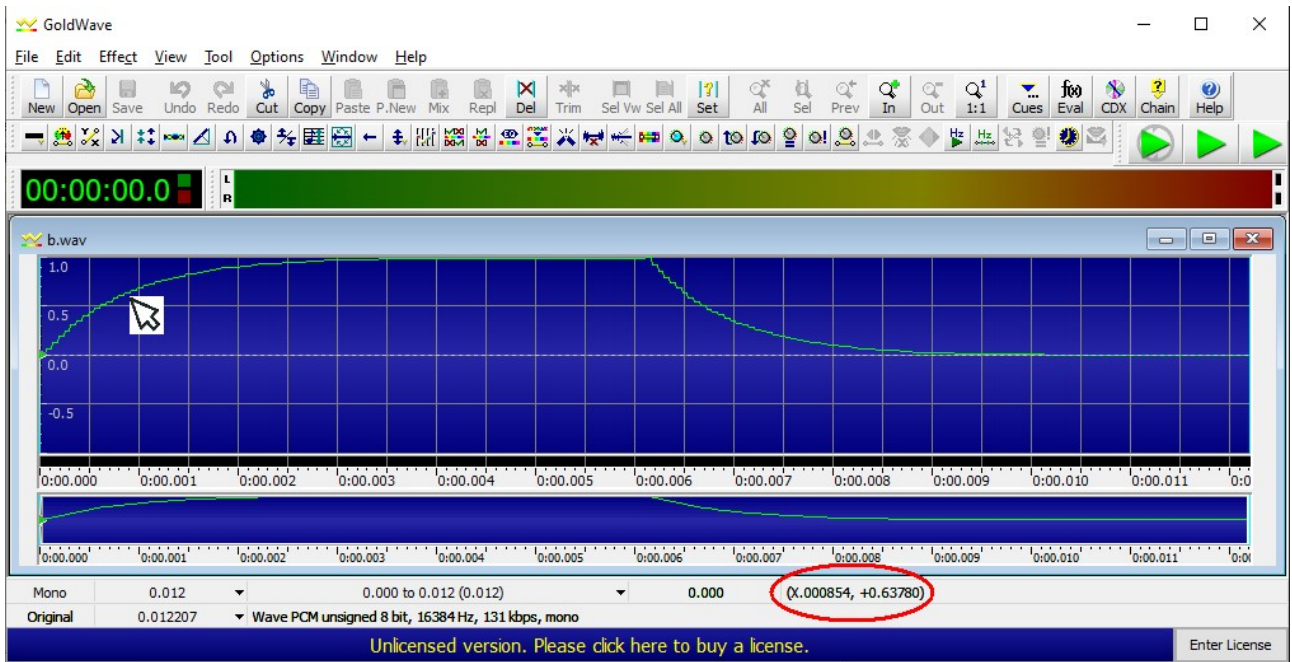 GoldWave
File Edit Effect View Tool Options Window Help
New Open Save Undo Redo Cut Copy Paste P.New Mix Repl Del Trim Sel Vw Sel All Set All Sel Prev In Out 1:1 Cues Eval CDX Chain Help
00:00:00.0 L
R
b.wav
1.0
0.5
0.0
-0.5
0:00.000 0:00.001 0:00.002 0:00.003 0:00.004 0:00.005 0:00.006 0:00.007 0:00.008 0:00.009 0:00.010 0:00.011 0:0
0:00.000 0:00.001 0:00.002 0:00.003 0:00.004 0:00.005 0:00.006 0:00.007 0:00.008 0:00.009 0:00.010 0:00.011 0:00
Mono 0.012 0.000 to 0.012 (0.012) 0.000 (X.000854, +0.63780)
Original 0.012207 Wave PCM unsigned 8 bit, 16384 Hz, 131 kbps, mono
Unlicensed version. Please click here to buy a license. Enter License